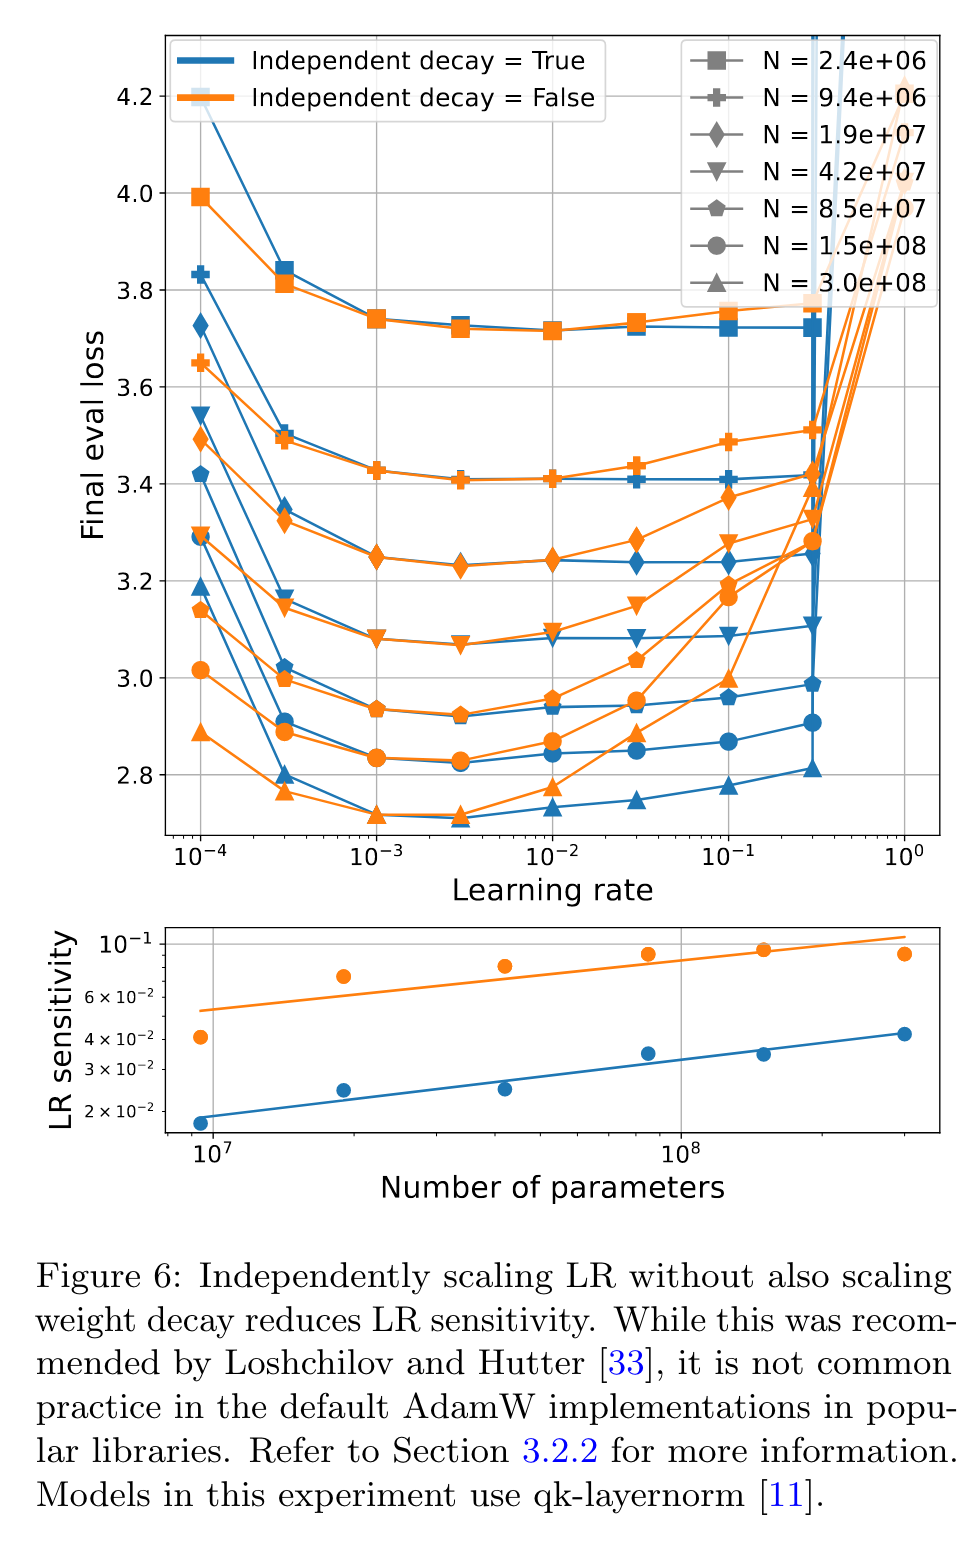 Independent decay = True
Independent decay = False
N = 2.4e+06
N = 9.4e+06
N = 1.9e+07
N = 4.2e+07
N = 8.5e+07
N = 1.5e+08
N = 3.0e+08
Final eval loss
4.2
4.0
3.8
3.6
3.4
3.2
3.0
2.8
10⁻⁴ 10⁻³ 10⁻² 10⁻¹ 10⁰
Learning rate
LR sensitivity
10⁻¹
6 × 10⁻²
4 × 10⁻²
3 × 10⁻²
2 × 10⁻²
10⁷ 10⁸
Number of parameters
Figure 6: Independently scaling LR without also scaling
weight decay reduces LR sensitivity. While this was recom-
mended by Loshchilov and Hutter [33], it is not common
practice in the default AdamW implementations in popu-
lar libraries. Refer to Section 3.2.2 for more information.
Models in this experiment use qk-layernorm [11].